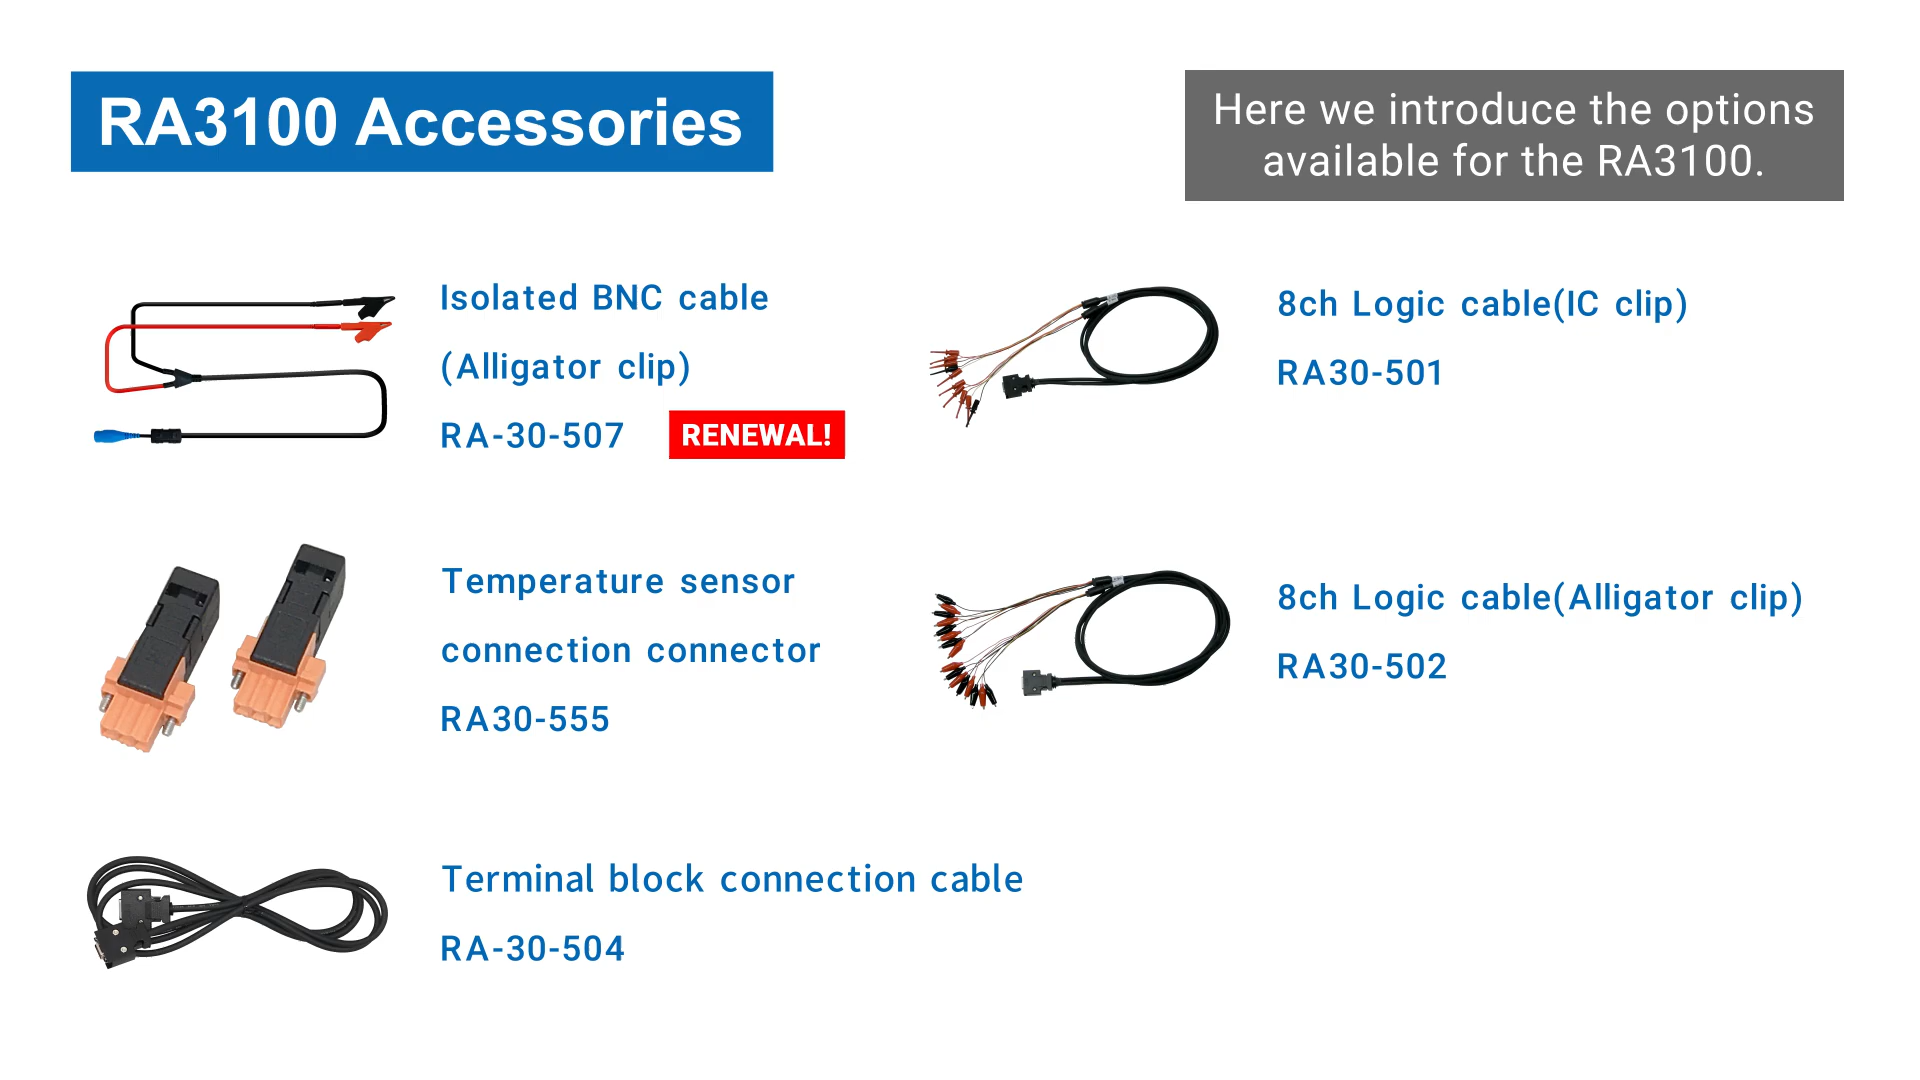 RA3100 Accessories
Here we introduce the options
available for the RA3100.
Isolated BNC cable
(Alligator clip)
RA-30-507
RENEWAL!
8ch Logic cable(IC clip)
RA30-501
Temperature sensor
connection connector
RA30-555
8ch Logic cable(Alligator clip)
RA30-502
Terminal block connection cable
RA-30-504